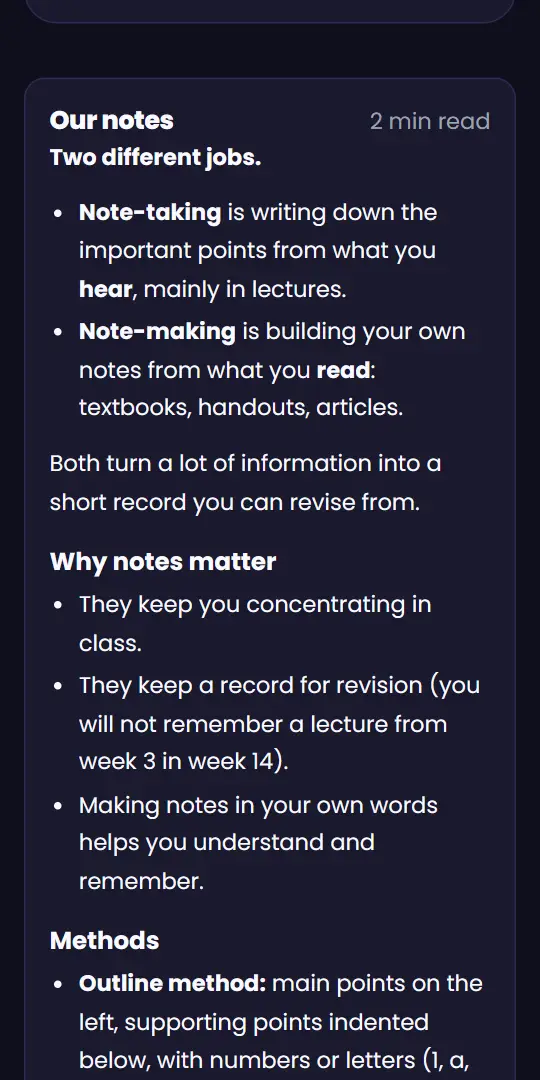 Our notes
2 min read
Two different jobs.
• Note-taking is writing down the
important points from what you
hear, mainly in lectures.
• Note-making is building your own
notes from what you read:
textbooks, handouts, articles.
Both turn a lot of information into a
short record you can revise from.
Why notes matter
• They keep you concentrating in
class.
• They keep a record for revision (you
will not remember a lecture from
week 3 in week 14).
• Making notes in your own words
helps you understand and
remember.
Methods
• Outline method: main points on the
left, supporting points indented
below, with numbers or letters (1, a,